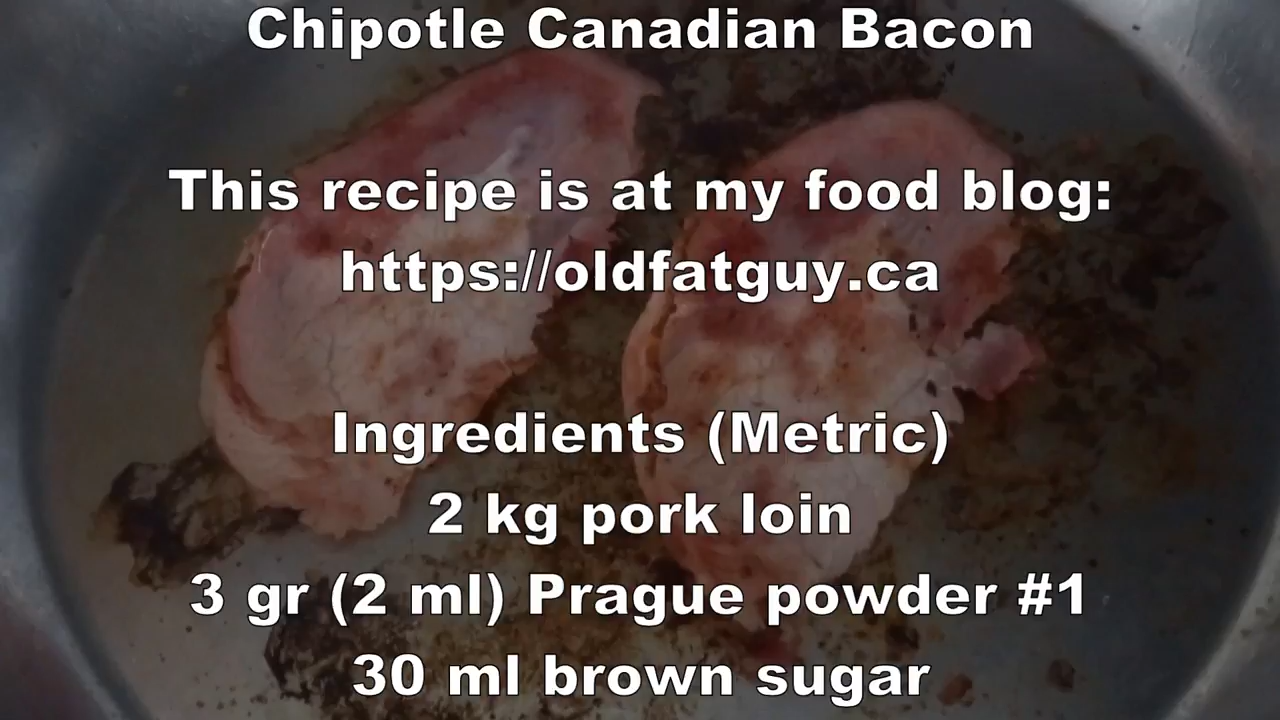 Chipotle Canadian Bacon
This recipe is at my food blog:
https://oldfatguy.ca
Ingredients (Metric)
2 kg pork loin
3 gr (2 ml) Prague powder #1
30 ml brown sugar